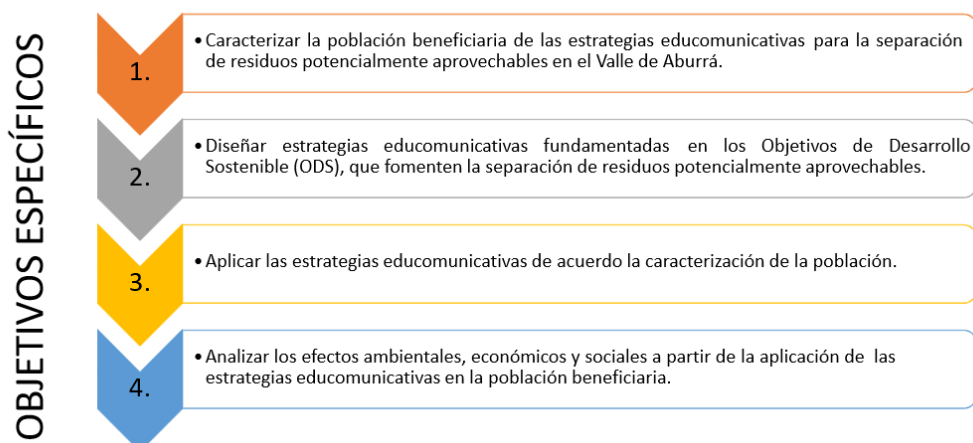 OBJETIVOS ESPECÍFICOS
1.
• Caracterizar la población beneficiaria de las estrategias educomunicativas para la separación
de residuos potencialmente aprovechables en el Valle de Aburrá.
2.
• Diseñar estrategias educomunicativas fundamentadas en los Objetivos de Desarrollo
Sostenible (ODS), que fomenten la separación de residuos potencialmente aprovechables.
3.
• Aplicar las estrategias educomunicativas de acuerdo la caracterización de la población.
4.
• Analizar los efectos ambientales, económicos y sociales a partir de la aplicación de las
estrategias educomunicativas en la población beneficiaria.